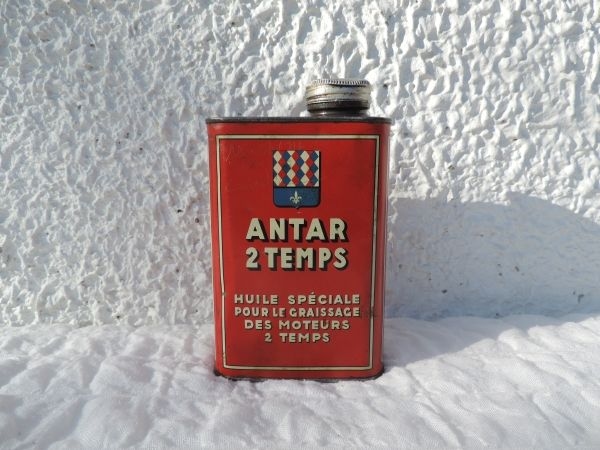 ANTAR
2 TEMPS
HUILE SPÉCIALE
POUR LE GRAISSAGE
DES MOTEURS
2 TEMPS